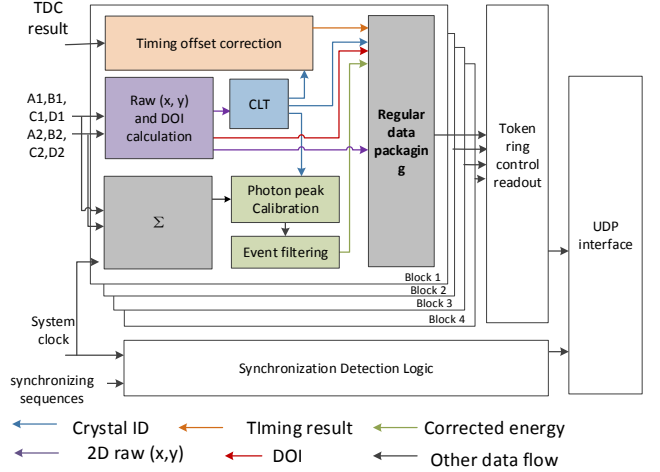 TDC
result
Timing offset correction
A1,B1,
C1,D1
A2,B2,
C2,D2
Raw (x, y)
and DOI
calculation
CLT
Regular
data
packagin
g
Σ
Photon peak
Calibration
Event filtering
Block 1
Block 2
Block 3
Block 4
Token
ring
control
readout
UDP
interface
System
clock
synchronizing
sequences
Synchronization Detection Logic
Crystal ID
TIming result
Corrected energy
2D raw (x,y)
DOI
Other data flow